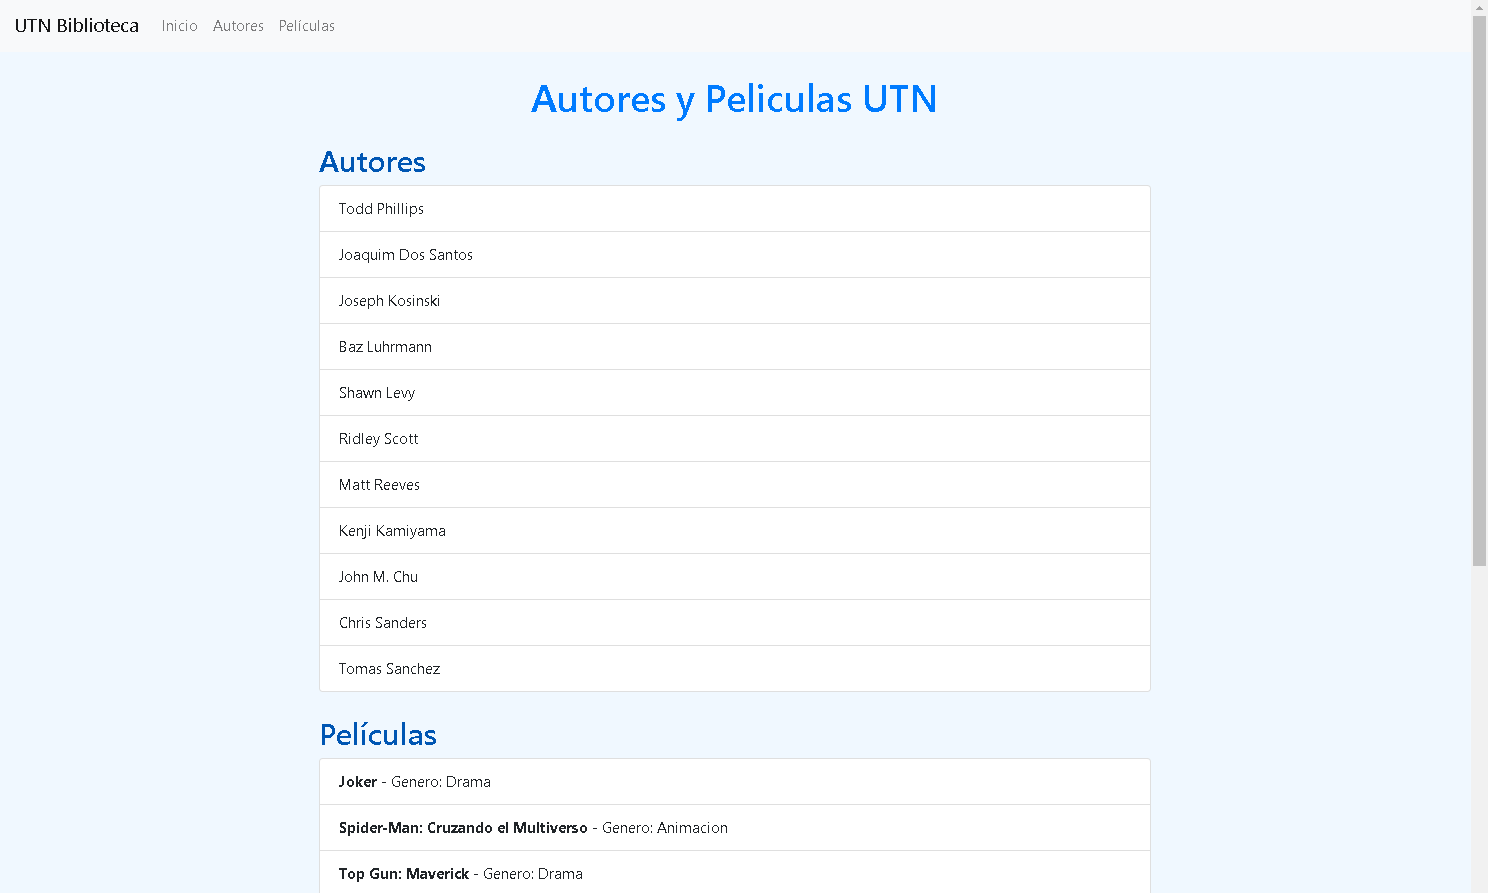 UTN Biblioteca Inicio Autores Películas
Autores y Peliculas UTN
Autores
Todd Phillips
Joaquim Dos Santos
Joseph Kosinski
Baz Luhrmann
Shawn Levy
Ridley Scott
Matt Reeves
Kenji Kamiyama
John M. Chu
Chris Sanders
Tomas Sanchez
Películas
Joker - Genero: Drama
Spider-Man: Cruzando el Multiverso - Genero: Animacion
Top Gun: Maverick - Genero: Drama